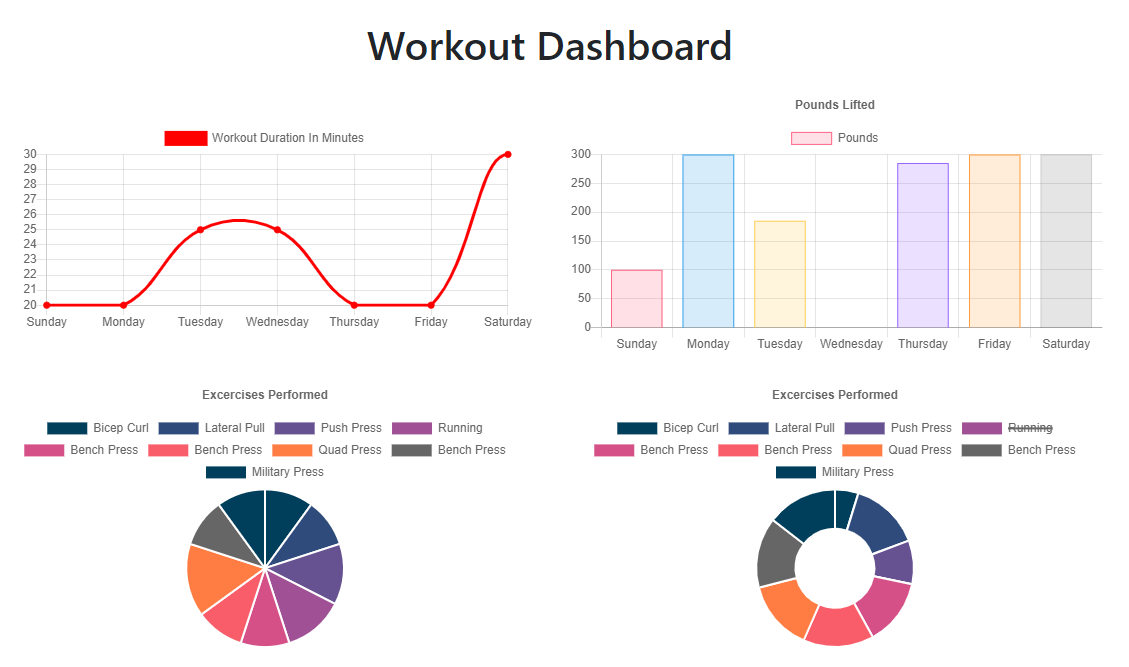 Workout Dashboard
Workout Duration In Minutes
30
29
28
27
26
25
24
23
22
21
20
Sunday Monday Tuesday Wednesday Thursday Friday Saturday
Pounds Lifted
Pounds
300
250
200
150
100
50
0
Sunday Monday Tuesday Wednesday Thursday Friday Saturday
Excercises Performed
Bicep Curl Lateral Pull Push Press Running
Bench Press Bench Press Quad Press Bench Press
Military Press
Excercises Performed
Bicep Curl Lateral Pull Push Press Running
Bench Press Bench Press Quad Press Bench Press
Military Press